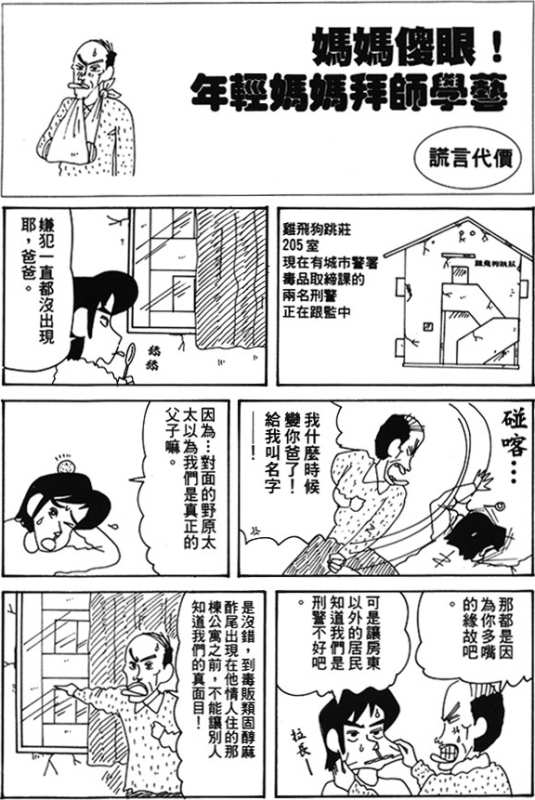 媽媽傻眼！
年輕媽媽拜師學藝
謊言代價
雞飛狗跳莊
205室
現在有城市警署
毒品取締課的
兩名刑警
正在跟監中
雞飛狗跳莊
嫌犯一直都沒出現
耶，爸爸。
碰喀…
我什麼時候
變你爸了！
給我叫名字
——！
因為…對面的野原太
太以為我們是真正的
父子嘛。
那都是因
為你多嘴
的緣故吧
。
可是讓房東
以外的居民
知道我們是
刑警不好吧
。
拉長—
是沒錯，到毒販類固醇麻
酢尾出現在他情人住的那
棟公寓之前，不能讓別人
知道我們的真面目！